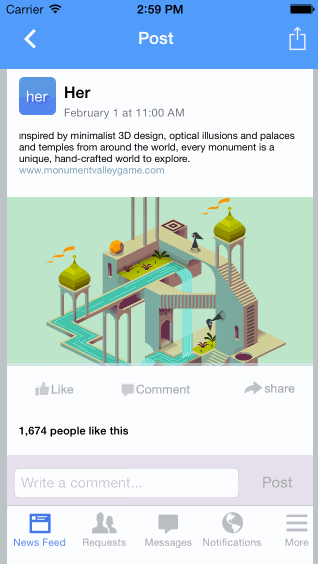 Carrier 2:59 PM
Post
her Her
February 1 at 11:00 AM
inspired by minimalist 3D design, optical illusions and palaces
and temples from around the world, every monument is a
unique, hand-crafted world to explore.
www.monumentvalleygame.com
Like Comment share
1,674 people like this
Write a comment... Post
News Feed Requests Messages Notifications More